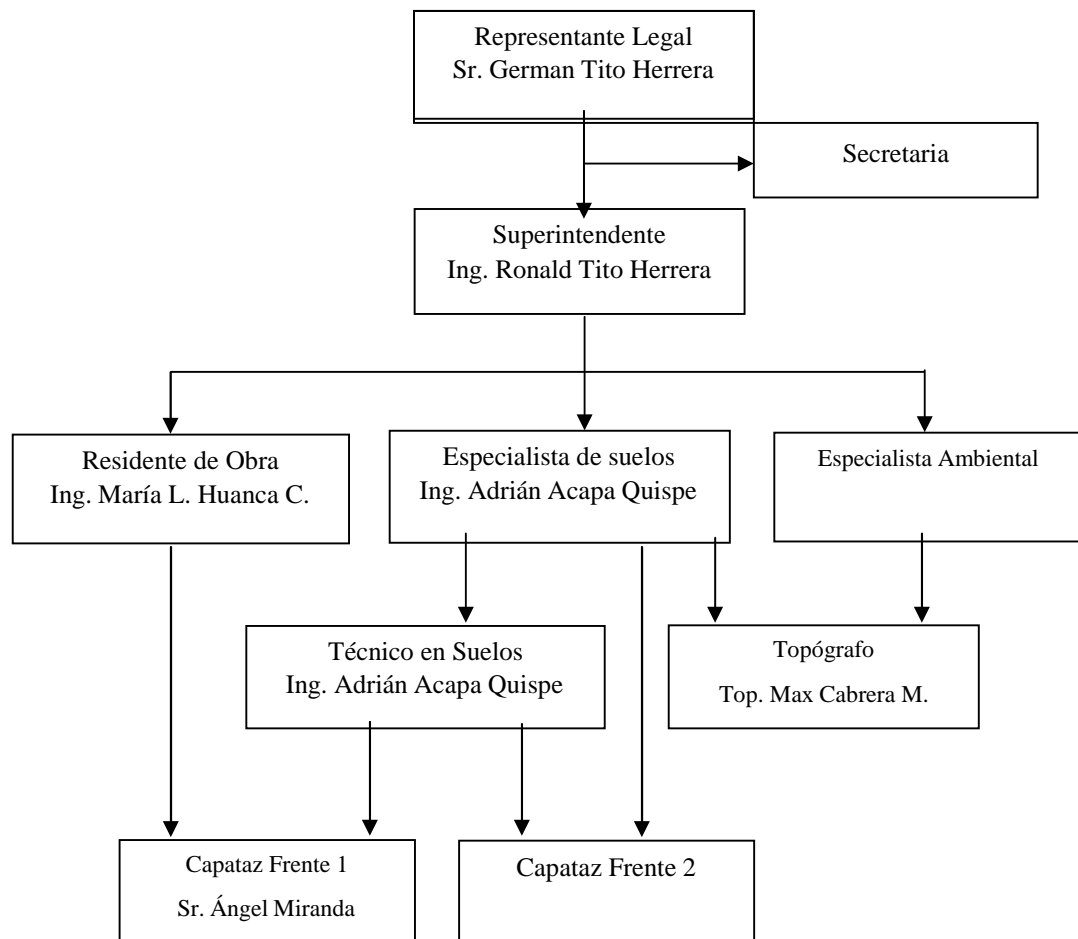 Representante Legal
Sr. German Tito Herrera
Secretaria
Superintendente
Ing. Ronald Tito Herrera
Residente de Obra
Ing. María L. Huanca C.
Especialista de suelos
Ing. Adrián Acapa Quispe
Especialista Ambiental
Técnico en Suelos
Ing. Adrián Acapa Quispe
Topógrafo
Top. Max Cabrera M.
Capataz Frente 1
Sr. Ángel Miranda
Capataz Frente 2